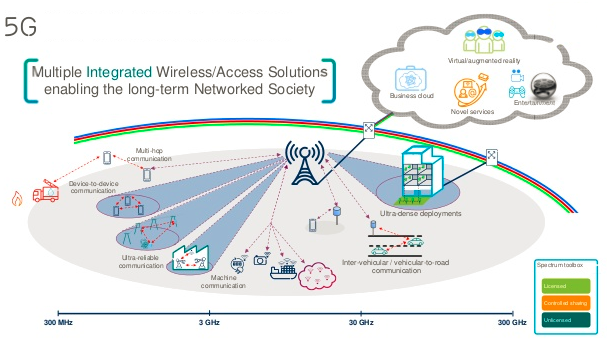 5G
Multiple Integrated Wireless/Access Solutions
enabling the long-term Networked Society
Virtual/augmented reality
Business cloud
Novel services
Entertainment
Multi-hop
communication
Device-to-device
communication
Ultra-reliable
communication
Machine
communication
Ultra-dense deployments
Inter-vehicular / vehicular-to-road
communication
Spectrum toolbox
Licensed
Controlled sharing
Unlicensed
300 MHz
3 GHz
30 GHz
300 GHz